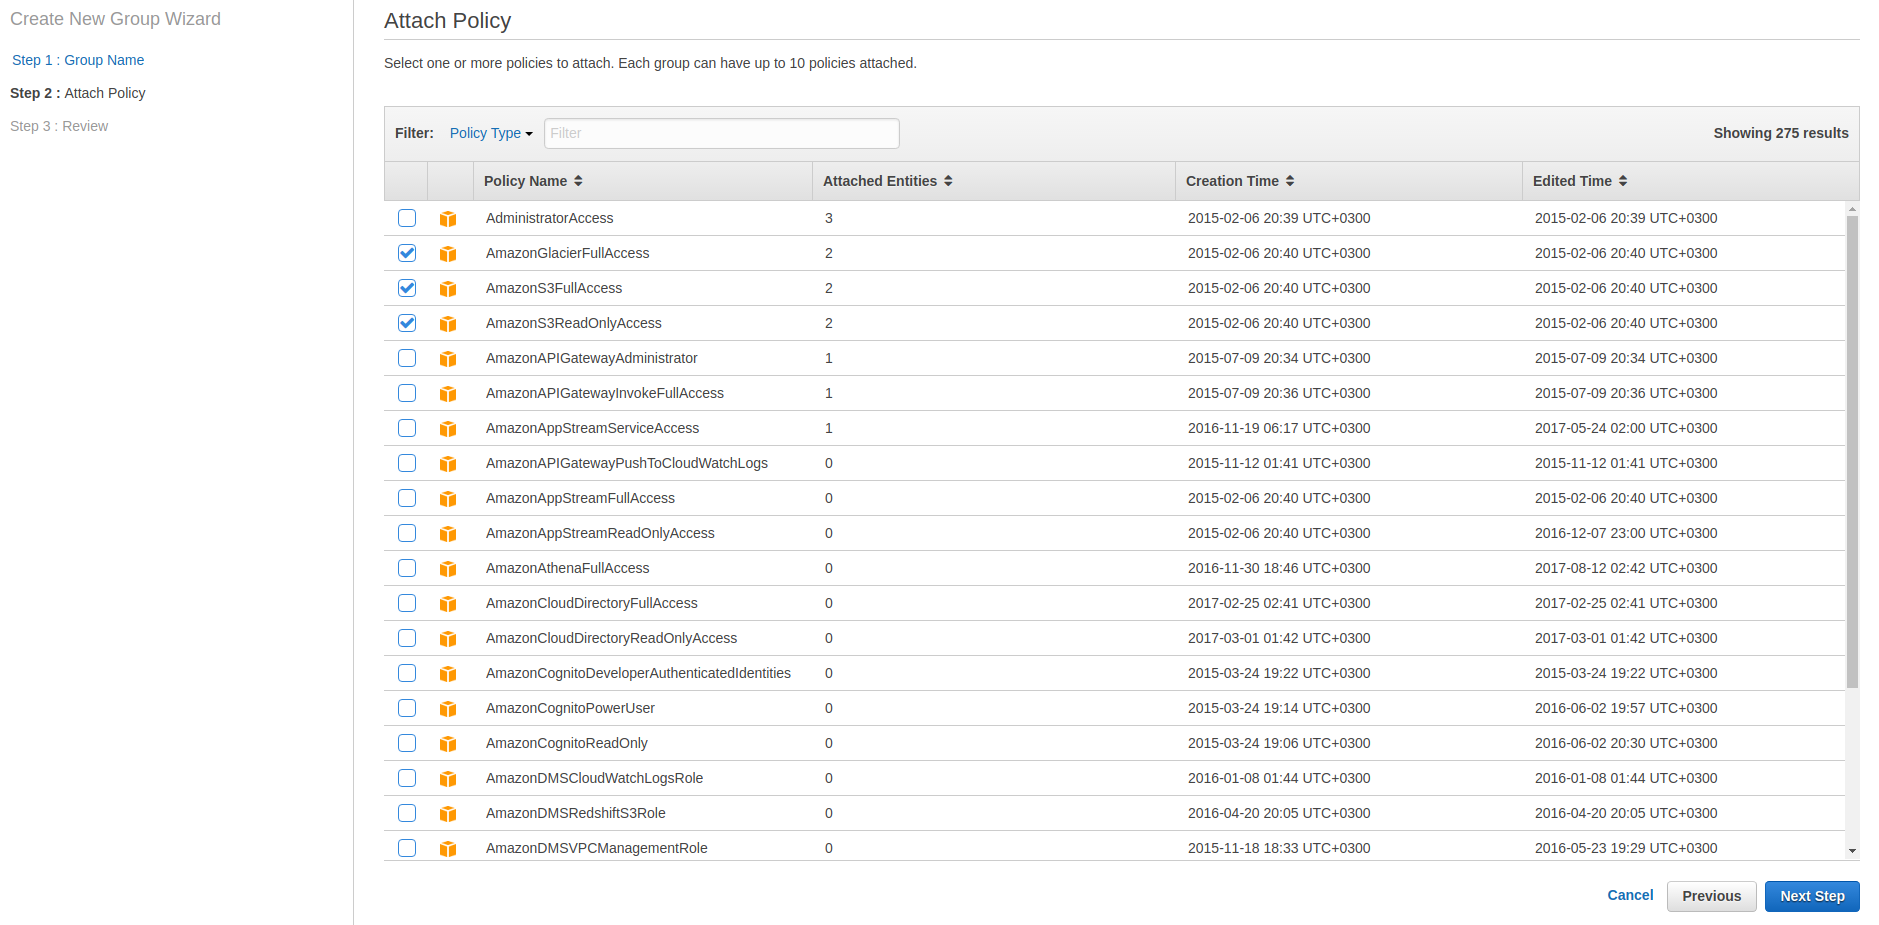 Create New Group Wizard
Step 1 : Group Name
Step 2 : Attach Policy
Step 3 : Review
Attach Policy
Select one or more policies to attach. Each group can have up to 10 policies attached.
Filter: Policy Type Filter Showing 275 results
Policy Name Attached Entities Creation Time Edited Time
AdministratorAccess 3 2015-02-06 20:39 UTC+0300 2015-02-06 20:39 UTC+0300
AmazonGlacierFullAccess 2 2015-02-06 20:40 UTC+0300 2015-02-06 20:40 UTC+0300
AmazonS3FullAccess 2 2015-02-06 20:40 UTC+0300 2015-02-06 20:40 UTC+0300
AmazonS3ReadOnlyAccess 2 2015-02-06 20:40 UTC+0300 2015-02-06 20:40 UTC+0300
AmazonAPIGatewayAdministrator 1 2015-07-09 20:34 UTC+0300 2015-07-09 20:34 UTC+0300
AmazonAPIGatewayInvokeFullAccess 1 2015-07-09 20:36 UTC+0300 2015-07-09 20:36 UTC+0300
AmazonAppStreamServiceAccess 1 2016-11-19 06:17 UTC+0300 2017-05-24 02:00 UTC+0300
AmazonAPIGatewayPushToCloudWatchLogs 0 2015-11-12 01:41 UTC+0300 2015-11-12 01:41 UTC+0300
AmazonAppStreamFullAccess 0 2015-02-06 20:40 UTC+0300 2015-02-06 20:40 UTC+0300
AmazonAppStreamReadOnlyAccess 0 2015-02-06 20:40 UTC+0300 2016-12-07 23:00 UTC+0300
AmazonAthenaFullAccess 0 2016-11-30 18:46 UTC+0300 2017-08-12 02:42 UTC+0300
AmazonCloudDirectoryFullAccess 0 2017-02-25 02:41 UTC+0300 2017-02-25 02:41 UTC+0300
AmazonCloudDirectoryReadOnlyAccess 0 2017-03-01 01:42 UTC+0300 2017-03-01 01:42 UTC+0300
AmazonCognitoDeveloperAuthenticatedIdentities 0 2015-03-24 19:22 UTC+0300 2015-03-24 19:22 UTC+0300
AmazonCognitoPowerUser 0 2015-03-24 19:14 UTC+0300 2016-06-02 19:57 UTC+0300
AmazonCognitoReadOnly 0 2015-03-24 19:06 UTC+0300 2016-06-02 20:30 UTC+0300
AmazonDMSCloudWatchLogsRole 0 2016-01-08 01:44 UTC+0300 2016-01-08 01:44 UTC+0300
AmazonDMSRedshiftS3Role 0 2016-04-20 20:05 UTC+0300 2016-04-20 20:05 UTC+0300
AmazonDMSVPCManagementRole 0 2015-11-18 18:33 UTC+0300 2016-05-23 19:29 UTC+0300
Cancel Previous Next Step